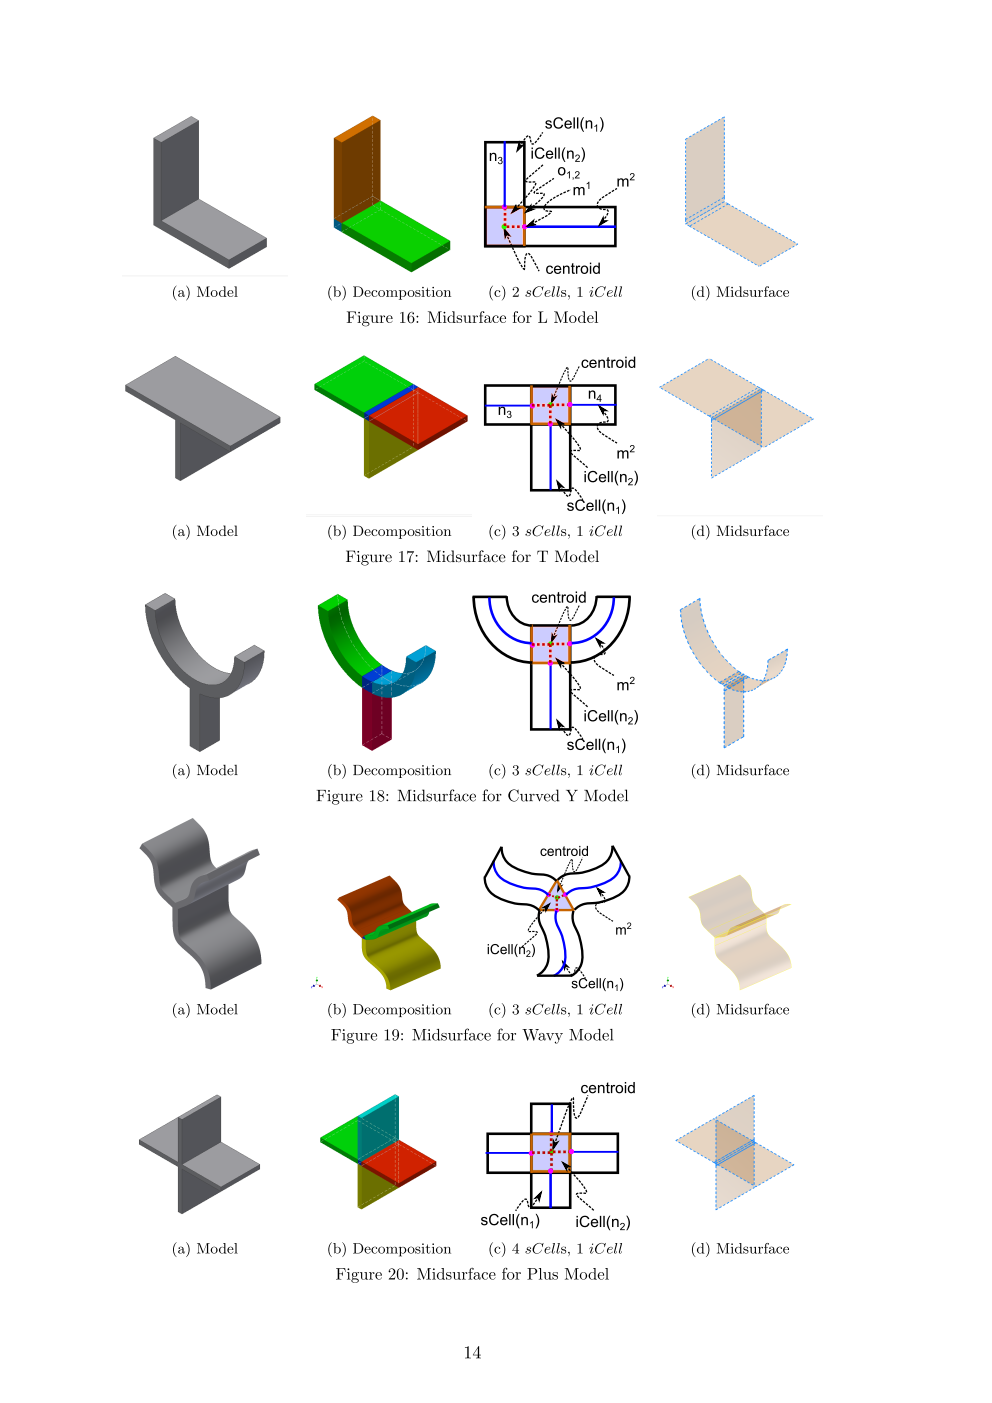 sCell(n1)
n3
iCell(n2)
o1,2
m1
m2
centroid
(a) Model
(b) Decomposition
(c) 2 sCells, 1 iCell
(d) Midsurface
Figure 16: Midsurface for L Model
centroid
n4
n3
m2
iCell(n2)
sCell(n1)
(a) Model
(b) Decomposition
(c) 3 sCells, 1 iCell
(d) Midsurface
Figure 17: Midsurface for T Model
centroid
m2
iCell(n2)
sCell(n1)
(a) Model
(b) Decomposition
(c) 3 sCells, 1 iCell
(d) Midsurface
Figure 18: Midsurface for Curved Y Model
centroid
m2
iCell(n2)
sCell(n1)
(a) Model
(b) Decomposition
(c) 3 sCells, 1 iCell
(d) Midsurface
Figure 19: Midsurface for Wavy Model
centroid
sCell(n1)
iCell(n2)
(a) Model
(b) Decomposition
(c) 4 sCells, 1 iCell
(d) Midsurface
Figure 20: Midsurface for Plus Model
14